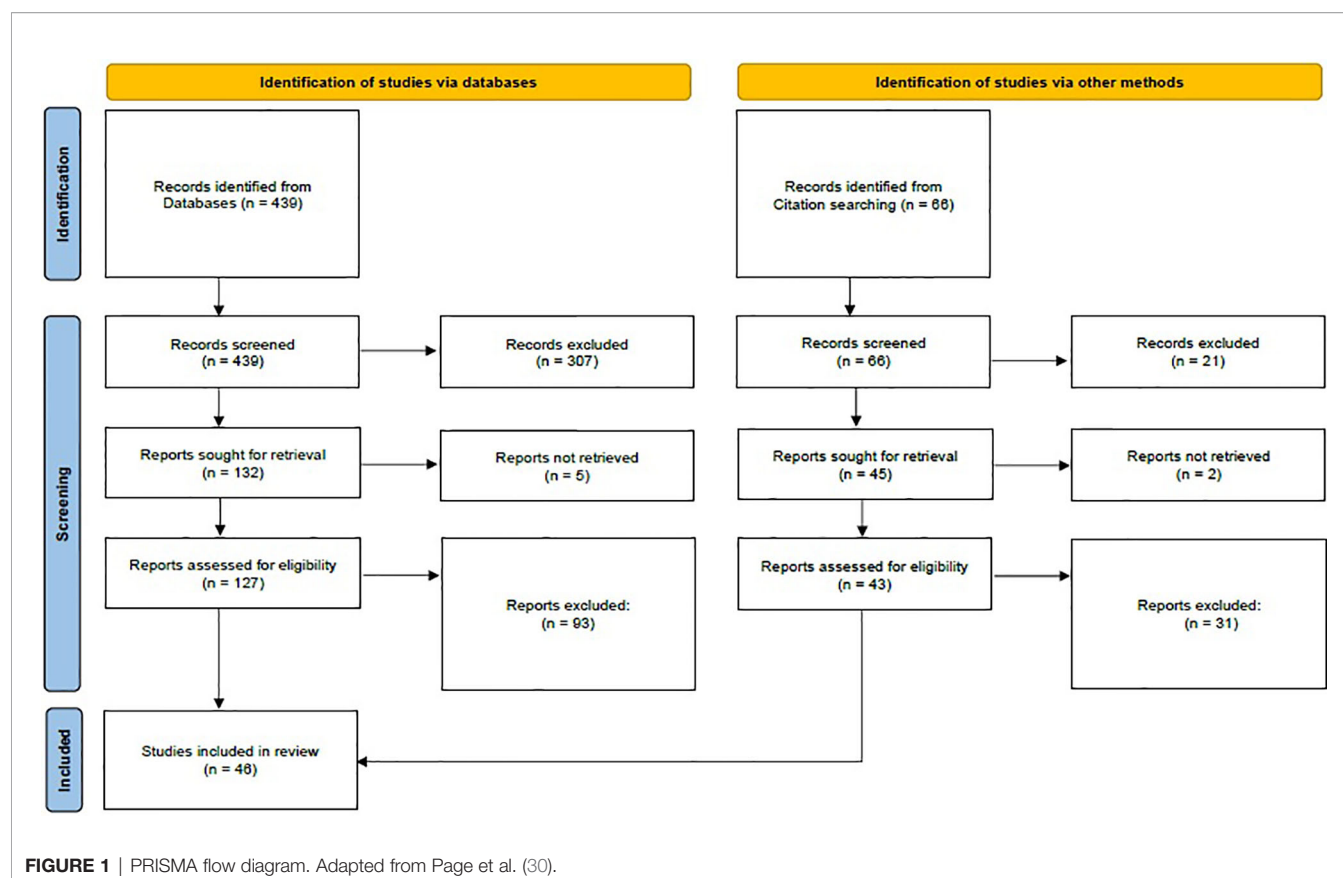 Identification of studies via databases
Identification of studies via other methods
Identification
Records identified from
Databases (n = 439)
Records identified from
Citation searching (n = 66)
Screening
Records screened
(n = 439)
Records excluded
(n = 307)
Records screened
(n = 66)
Records excluded
(n = 21)
Reports sought for retrieval
(n = 132)
Reports not retrieved
(n = 5)
Reports sought for retrieval
(n = 45)
Reports not retrieved
(n = 2)
Reports assessed for eligibility
(n = 127)
Reports excluded:
(n = 93)
Reports assessed for eligibility
(n = 43)
Reports excluded:
(n = 31)
Included
Studies included in review
(n = 46)
FIGURE 1 | PRISMA flow diagram. Adapted from Page et al. (30).